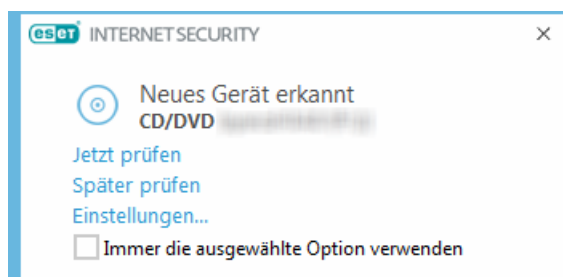 eset INTERNET SECURITY
Neues Gerät erkannt
CD/DVD
Jetzt prüfen
Später prüfen
Einstellungen...
Immer die ausgewählte Option verwenden